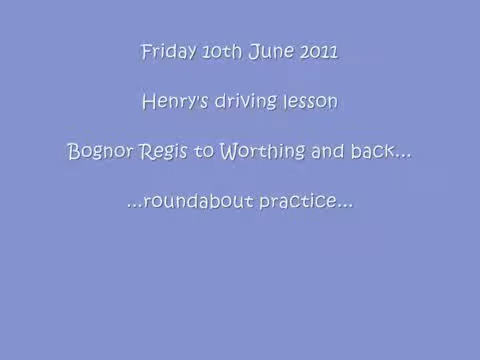 Friday 10th June 2011
Henry's driving lesson
Bognor Regis to Worthing and back...
...roundabout practice...